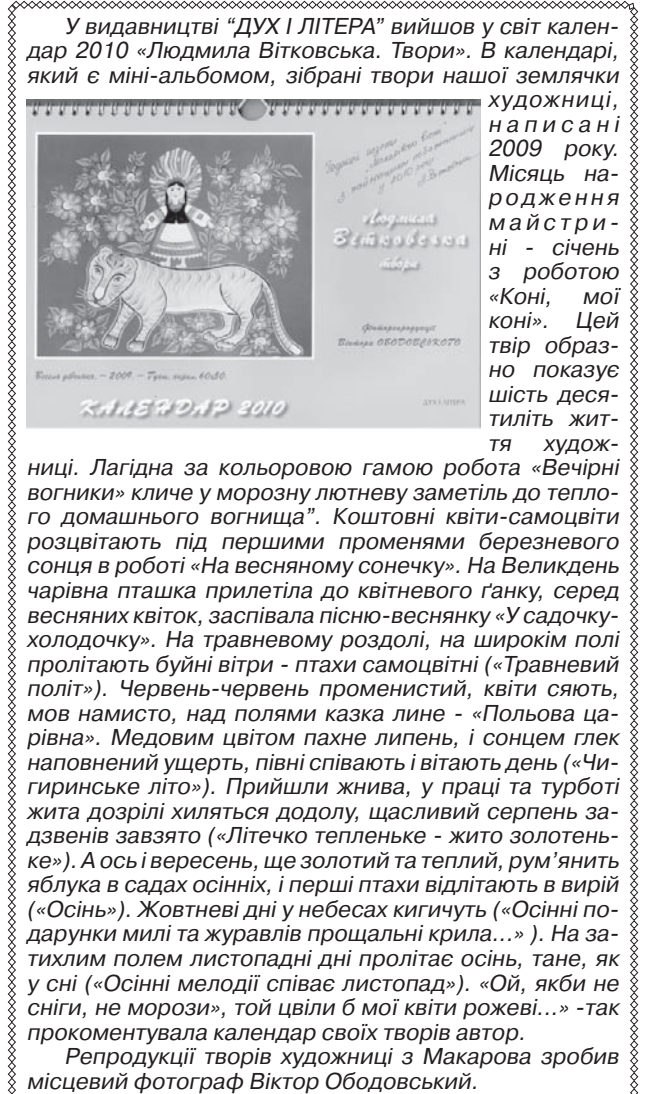 У видавництві “ДУХ І ЛІТЕРА” вийшов у світ кален-
дар 2010 «Людмила Вітковська. Твори». В календарі,
який є міні-альбомом, зібрані твори нашої землячки
художниці,
написані
2009 року.
Місяць на-
родження
майстри-
ні - січень
з роботою
«Коні, мої
коні». Цей
твір образ-
но показує
шість деся-
тиліть жит-
тя худож-
Людмила
Вітковська
твори
Фоторепродукції
Віктора ОБОДОВСЬКОГО
2009. — 60х80.
КАЛЕНДАР 2010
ДУХ І ЛІТЕРА
ниці. Лагідна за кольоровою гамою робота «Вечірні
вогники» кличе у морозну лютневу заметіль до тепло-
го домашнього вогнища”. Коштовні квіти-самоцвіти
розцвітають під першими променями березневого
сонця в роботі «На весняному сонечку». На Великдень
чарівна пташка прилетіла до квітневого ґанку, серед
весняних квіток, заспівала пісню-веснянку «У садочку-
холодочку». На травневому роздолі, на широкім полі
пролітають буйні вітри - птахи самоцвітні («Травневий
політ»). Червень-червень променистий, квіти сяють,
мов намисто, над полями казка лине - «Польова ца-
рівна». Медовим цвітом пахне липень, і сонцем глек
наповнений ущерть, півні співають і вітають день («Чи-
гиринське літо»). Прийшли жнива, у праці та турботі
жита дозрілі хиляться додолу, щасливий серпень за-
дзвенів завзято («Літечко тепленьке - жито золотень-
ке»). А ось і вересень, ще золотий та теплий, рум’янить
яблука в садах осінніх, і перші птахи відлітають в вирій
(«Осінь»). Жовтневі дні у небесах кигичуть («Осінні по-
дарунки милі та журавлів прощальні крила…» ). На за-
тихлим полем листопадні дні пролітає осінь, тане, як
у сні («Осінні мелодії співає листопад»). «Ой, якби не
сніги, не морози», той цвіли б мої квіти рожеві…» -так
прокоментувала календар своїх творів автор.
Репродукції творів художниці з Макарова зробив
місцевий фотограф Віктор Ободовський.